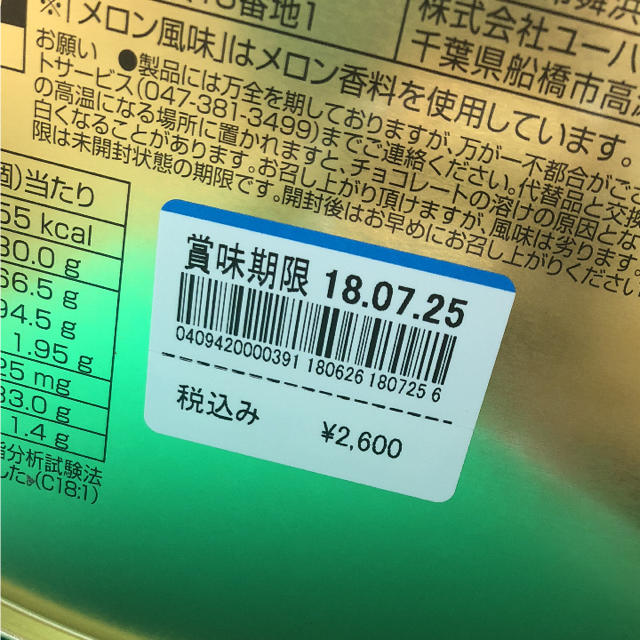 番地1
※「メロン風味」はメロン香料を使用しています。
株式会社ユーハ
千葉県船橋市高
お願い ●製品には万全を期しておりますが、万が一不都合がご
トサービス(047-381-3499)までご連絡ください。代替品と交換
の高温になる場所に置かれますと、チョコレートの溶けの原因とな
白くなることがあります。お召し上がり頂けますが、風味は劣ります。
限は未開封状態の期限です。開封後はお早めにお召し上がりください
当たり
55 kcal
30.0 g
66.5 g
94.5 g
1.95 g
5 mg
33.0 g
1.4 g
分析試験法
した。(C18:1)
賞味期限 18.07.25
0409420000391 180626 180725 6
税込み ¥2,600